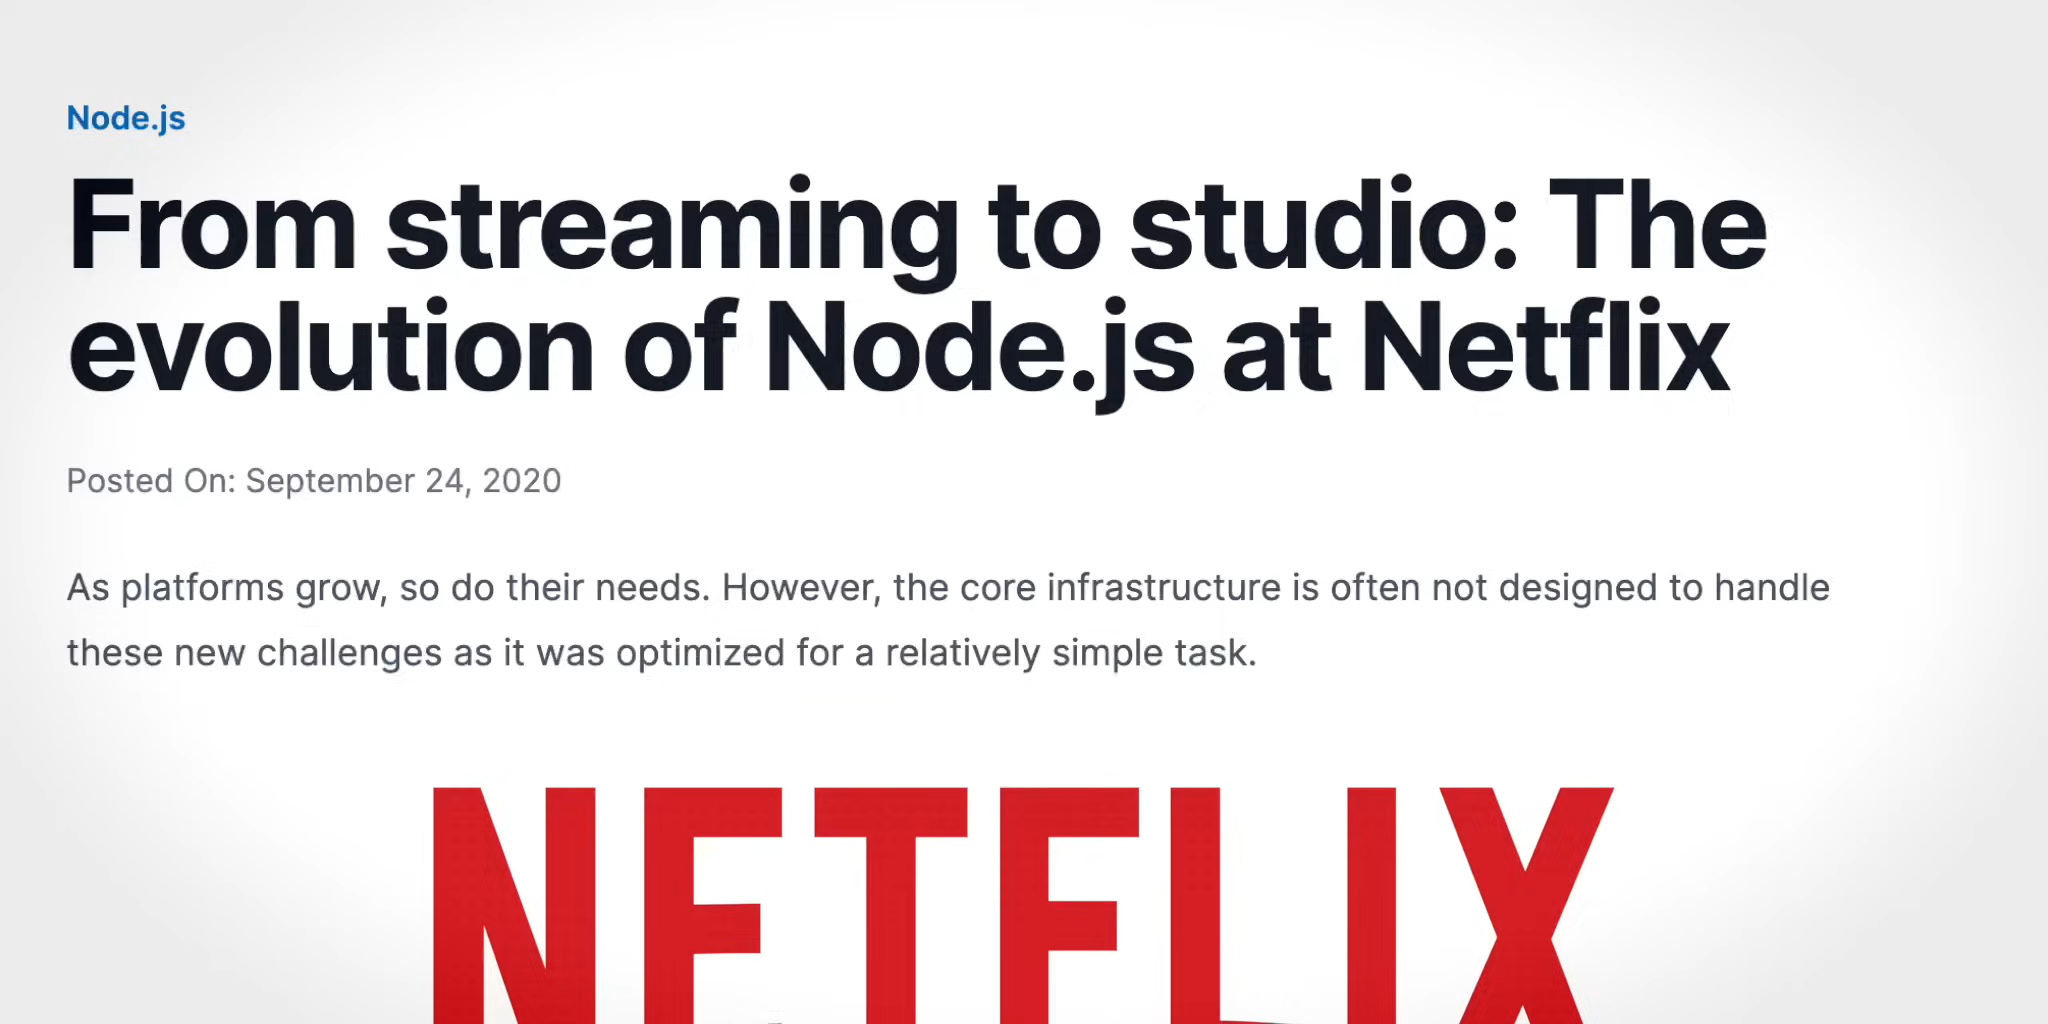 Node.js
From streaming to studio: The
evolution of Node.js at Netflix
Posted On: September 24, 2020
As platforms grow, so do their needs. However, the core infrastructure is often not designed to handle
these new challenges as it was optimized for a relatively simple task.
NETFLIX